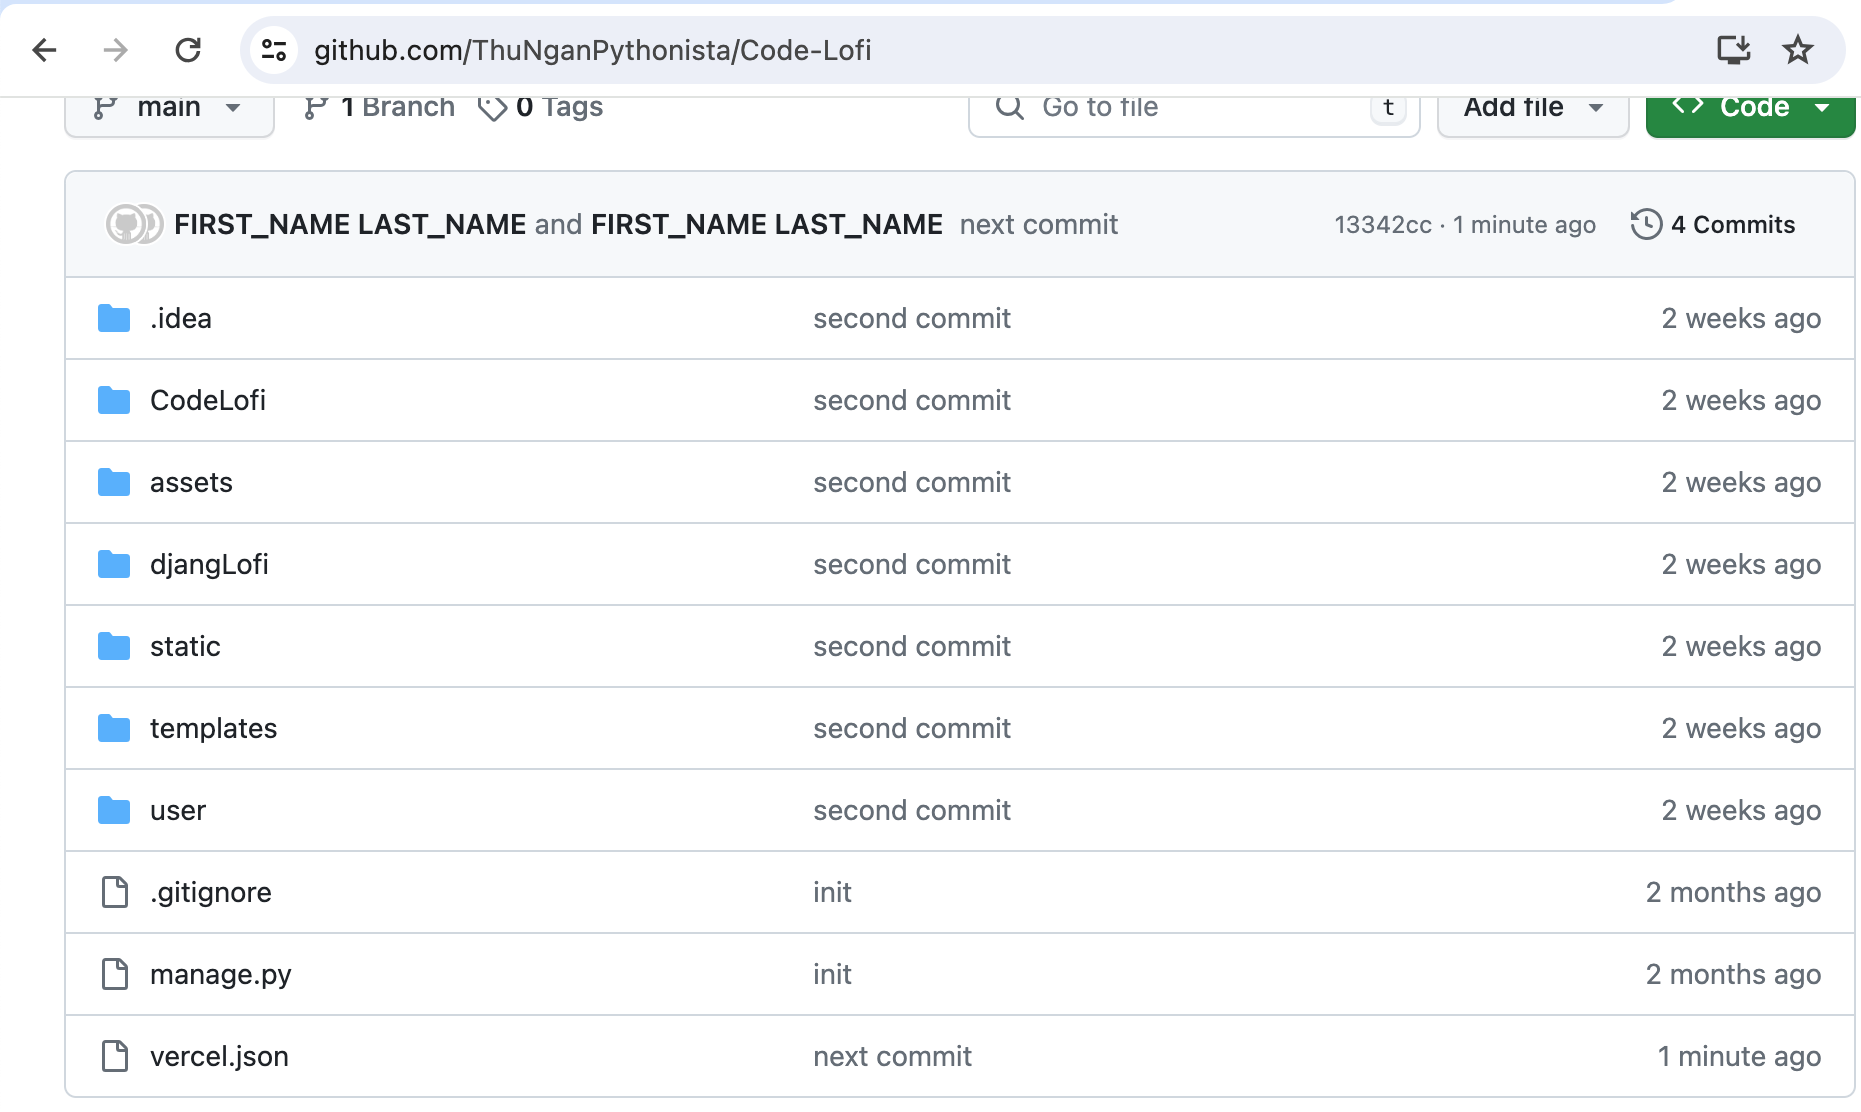 github.com/ThuNganPythonista/Code-Lofi
main 1 Branch 0 Tags Go to file t Add file Code
FIRST_NAME LAST_NAME and FIRST_NAME LAST_NAME next commit 13342cc · 1 minute ago 4 Commits
.idea second commit 2 weeks ago
CodeLofi second commit 2 weeks ago
assets second commit 2 weeks ago
djangLofi second commit 2 weeks ago
static second commit 2 weeks ago
templates second commit 2 weeks ago
user second commit 2 weeks ago
.gitignore init 2 months ago
manage.py init 2 months ago
vercel.json next commit 1 minute ago